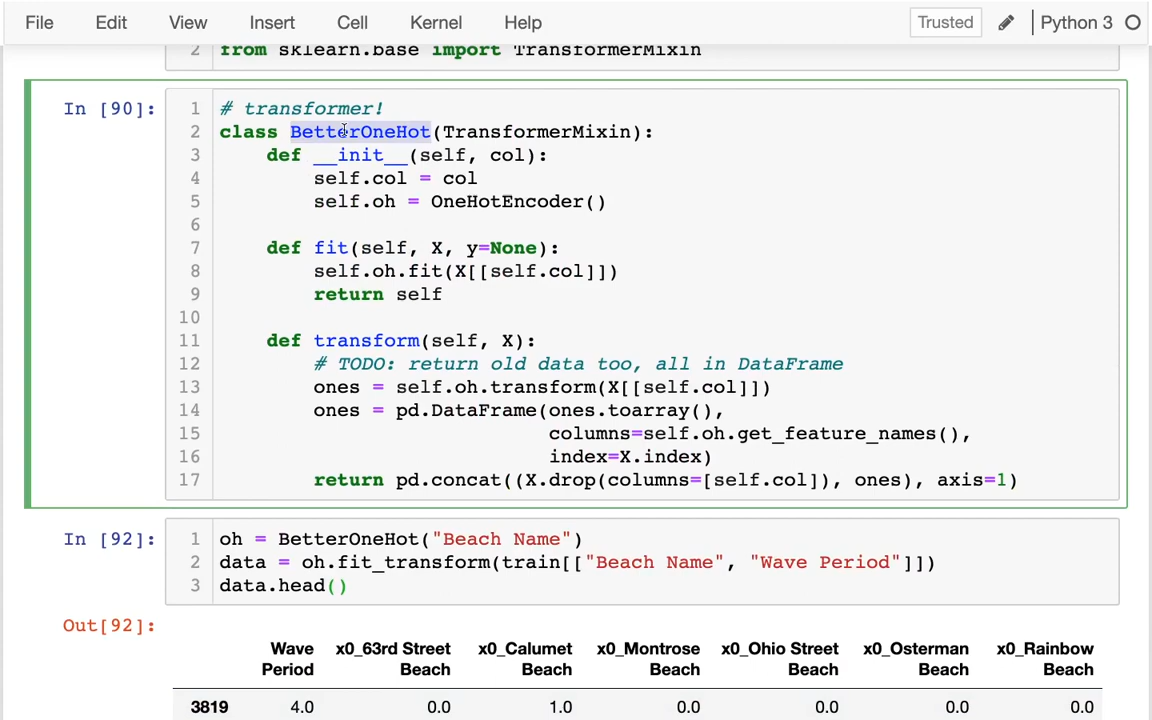 File Edit View Insert Cell Kernel Help Trusted Python 3
2 from sklearn.base import TransformerMixin
In [90]: 1 # transformer!
2 class BetterOneHot(TransformerMixin):
3 def __init__(self, col):
4 self.col = col
5 self.oh = OneHotEncoder()
6
7 def fit(self, X, y=None):
8 self.oh.fit(X[[self.col]])
9 return self
10
11 def transform(self, X):
12 # TODO: return old data too, all in DataFrame
13 ones = self.oh.transform(X[[self.col]])
14 ones = pd.DataFrame(ones.toarray(),
15 columns=self.oh.get_feature_names(),
16 index=X.index)
17 return pd.concat((X.drop(columns=[self.col]), ones), axis=1)
In [92]: 1 oh = BetterOneHot("Beach Name")
2 data = oh.fit_transform(train[["Beach Name", "Wave Period"]])
3 data.head()
Out[92]:
Wave x0_63rd Street x0_Calumet x0_Montrose x0_Ohio Street x0_Osterman x0_Rainbow
Period Beach Beach Beach Beach Beach Beach
3819 4.0 0.0 1.0 0.0 0.0 0.0 0.0